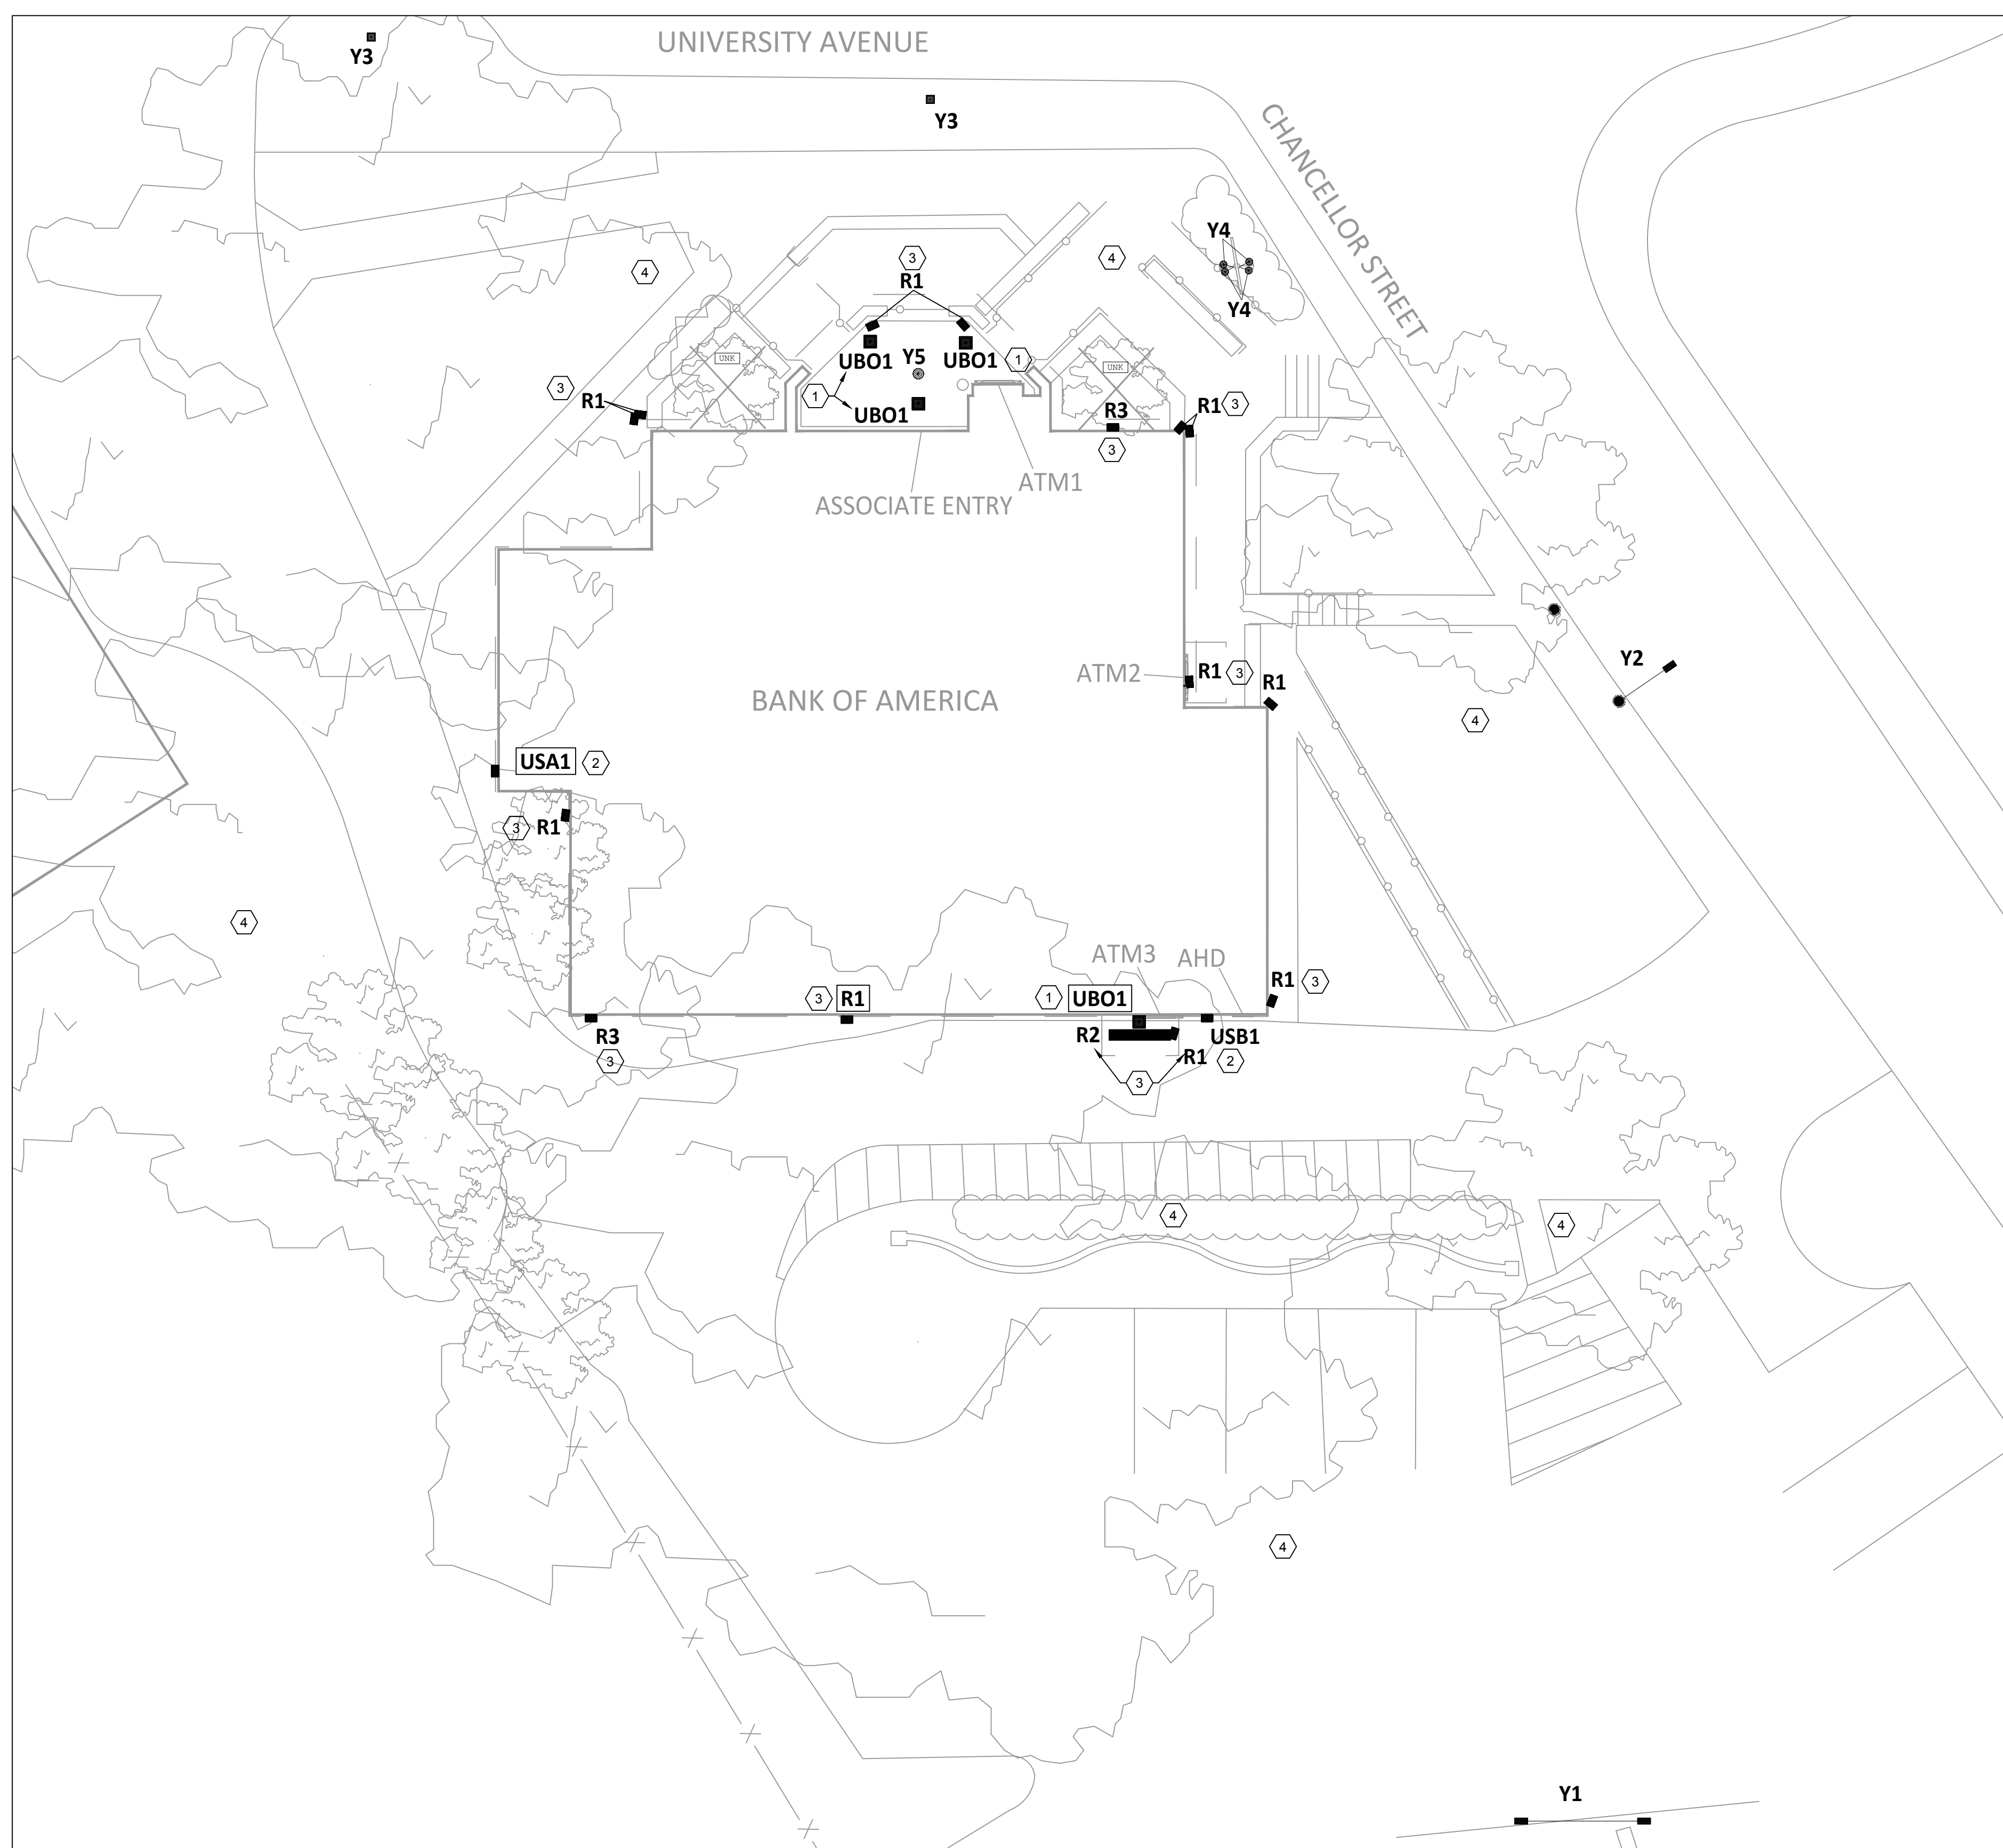 UNIVERSITY AVENUE
Y3
Y3
CHANCELLOR STREET
Y4
Y4
4
3
4
R1
UNK
UBO1
Y5
UBO1
1
UNK
3
R1
1
UBO1
R3
R1
3
3
ATM1
ASSOCIATE ENTRY
ATM2
R1
3
R1
Y2
BANK OF AMERICA
4
USA1
2
3
R1
4
ATM3
AHD
R1
3
3
R1
1
UBO1
R3
R2
USB1
3
R1
2
3
4
4
4
Y1